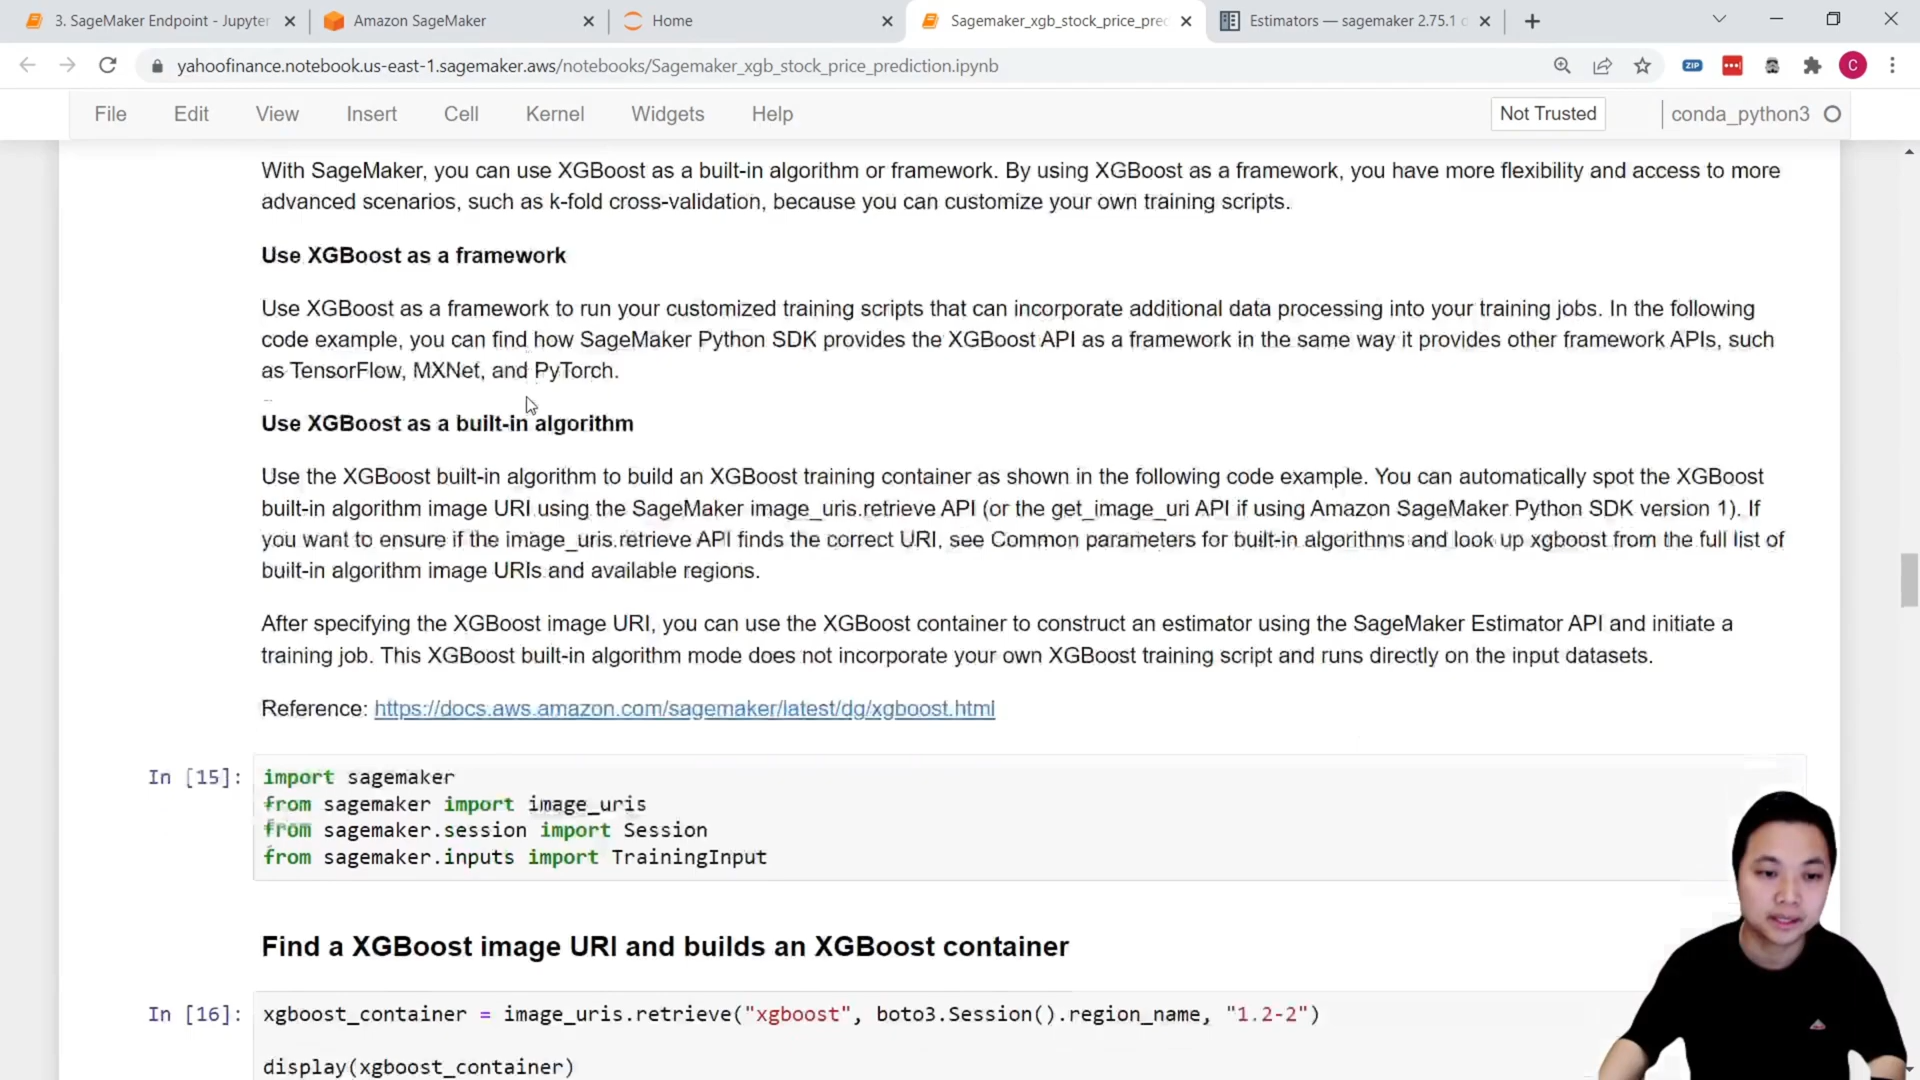 3. SageMaker Endpoint - Jupyter
Amazon SageMaker
Home
Sagemaker_xgb_stock_price_prec
Estimators — sagemaker 2.75.1 d
yahoofinance.notebook.us-east-1.sagemaker.aws/notebooks/Sagemaker_xgb_stock_price_prediction.ipynb
ZIP
C
File Edit View Insert Cell Kernel Widgets Help
Not Trusted
conda_python3
With SageMaker, you can use XGBoost as a built-in algorithm or framework. By using XGBoost as a framework, you have more flexibility and access to more
advanced scenarios, such as k-fold cross-validation, because you can customize your own training scripts.
Use XGBoost as a framework
Use XGBoost as a framework to run your customized training scripts that can incorporate additional data processing into your training jobs. In the following
code example, you can find how SageMaker Python SDK provides the XGBoost API as a framework in the same way it provides other framework APIs, such
as TensorFlow, MXNet, and PyTorch.
Use XGBoost as a built-in algorithm
Use the XGBoost built-in algorithm to build an XGBoost training container as shown in the following code example. You can automatically spot the XGBoost
built-in algorithm image URI using the SageMaker image_uris.retrieve API (or the get_image_uri API if using Amazon SageMaker Python SDK version 1). If
you want to ensure if the image_uris.retrieve API finds the correct URI, see Common parameters for built-in algorithms and look up xgboost from the full list of
built-in algorithm image URIs and available regions.
After specifying the XGBoost image URI, you can use the XGBoost container to construct an estimator using the SageMaker Estimator API and initiate a
training job. This XGBoost built-in algorithm mode does not incorporate your own XGBoost training script and runs directly on the input datasets.
Reference: https://docs.aws.amazon.com/sagemaker/latest/dg/xgboost.html
In [15]:
import sagemaker
from sagemaker import image_uris
from sagemaker.session import Session
from sagemaker.inputs import TrainingInput
Find a XGBoost image URI and builds an XGBoost container
In [16]:
xgboost_container = image_uris.retrieve("xgboost", boto3.Session().region_name, "1.2-2")
display(xgboost_container)